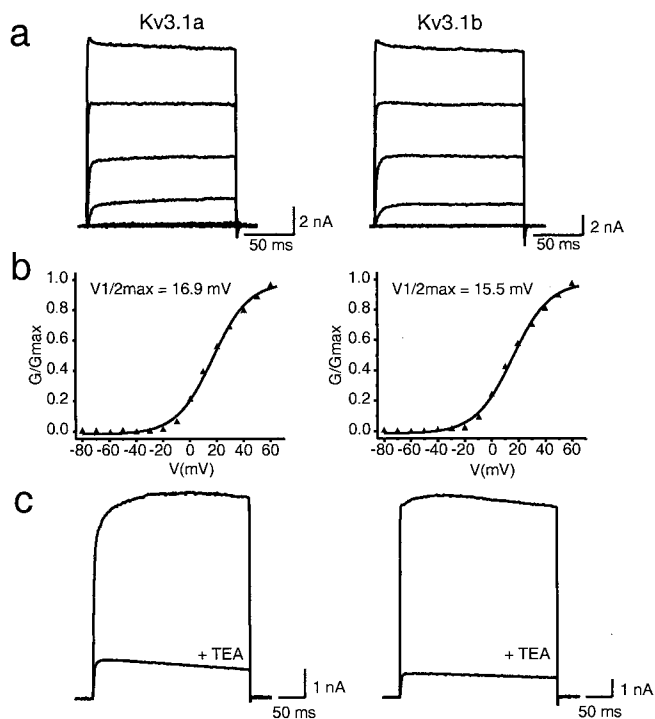 a
Kv3.1a
Kv3.1b
2 nA
50 ms
2 nA
50 ms
b
V1/2max = 16.9 mV
G/Gmax
1.0
0.8
0.6
0.4
0.2
0.0
-80 -60 -40 -20 0 20 40 60
V(mV)
V1/2max = 15.5 mV
G/Gmax
1.0
0.8
0.6
0.4
0.2
0.0
-80 -60 -40 -20 0 20 40 60
V(mV)
c
+ TEA
1 nA
50 ms
+ TEA
1 nA
50 ms